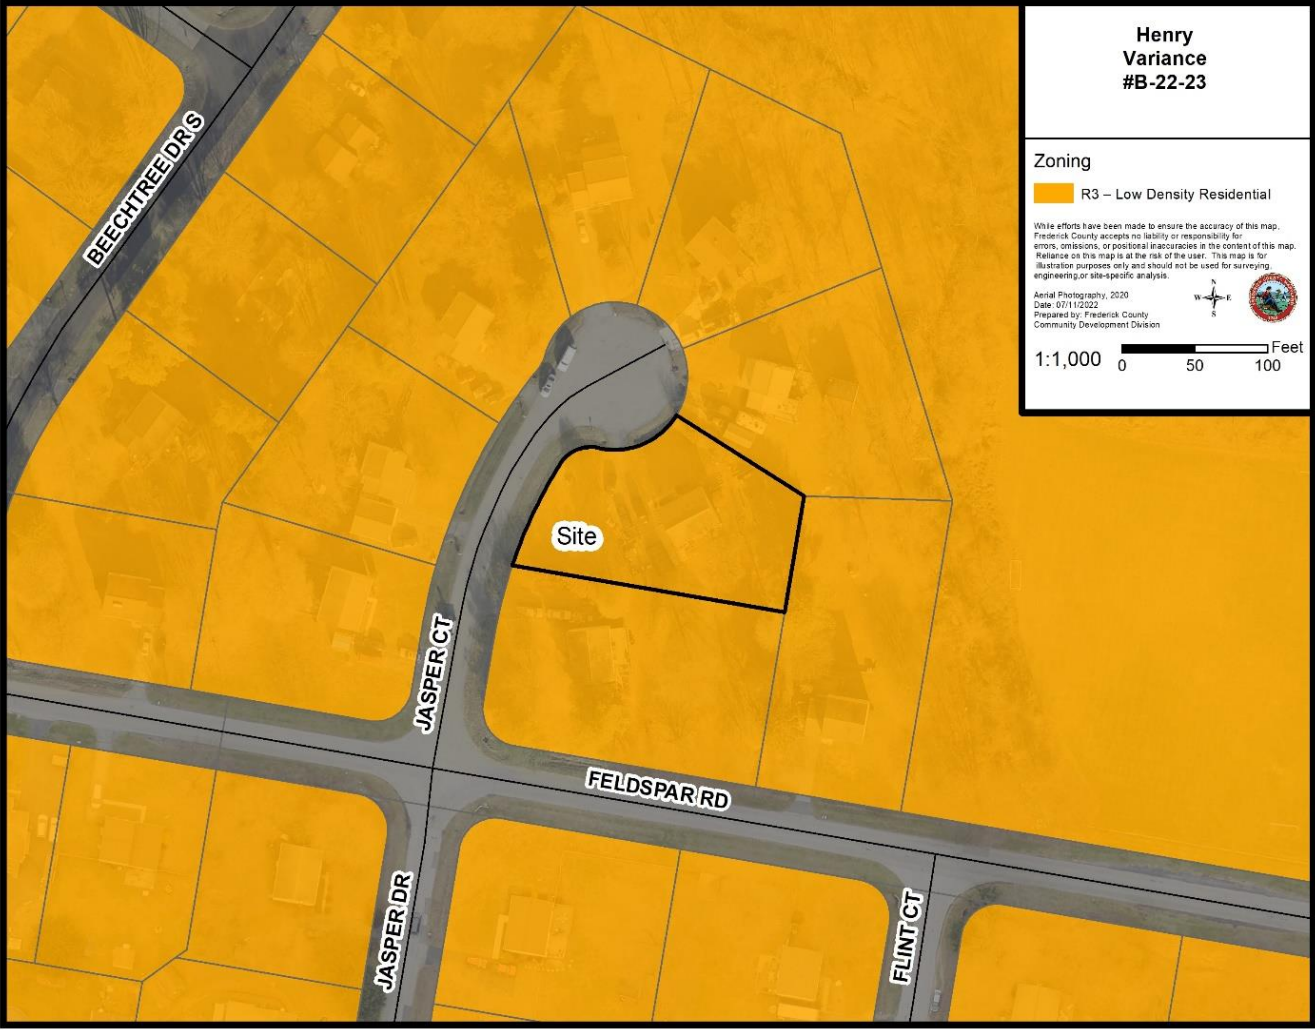 Henry
Variance
#B-22-23
Zoning
R3 – Low Density Residential
While efforts have been made to ensure the accuracy of this map,
Frederick County accepts no liability or responsibility for
errors, omissions, or positional inaccuracies in the content of this map.
Reliance on this map is at the risk of the user. This map is for
illustration purposes only and should not be used for surveying,
engineering,or site-specific analysis.
Aerial Photography, 2020
Date: 07/11/2022
Prepared by: Frederick County
Community Development Division
N
W E
S
1:1,000
Feet
0 50 100
BEECHTREE DR S
Site
JASPER CT
FELDSPAR RD
JASPER DR
FLINT CT